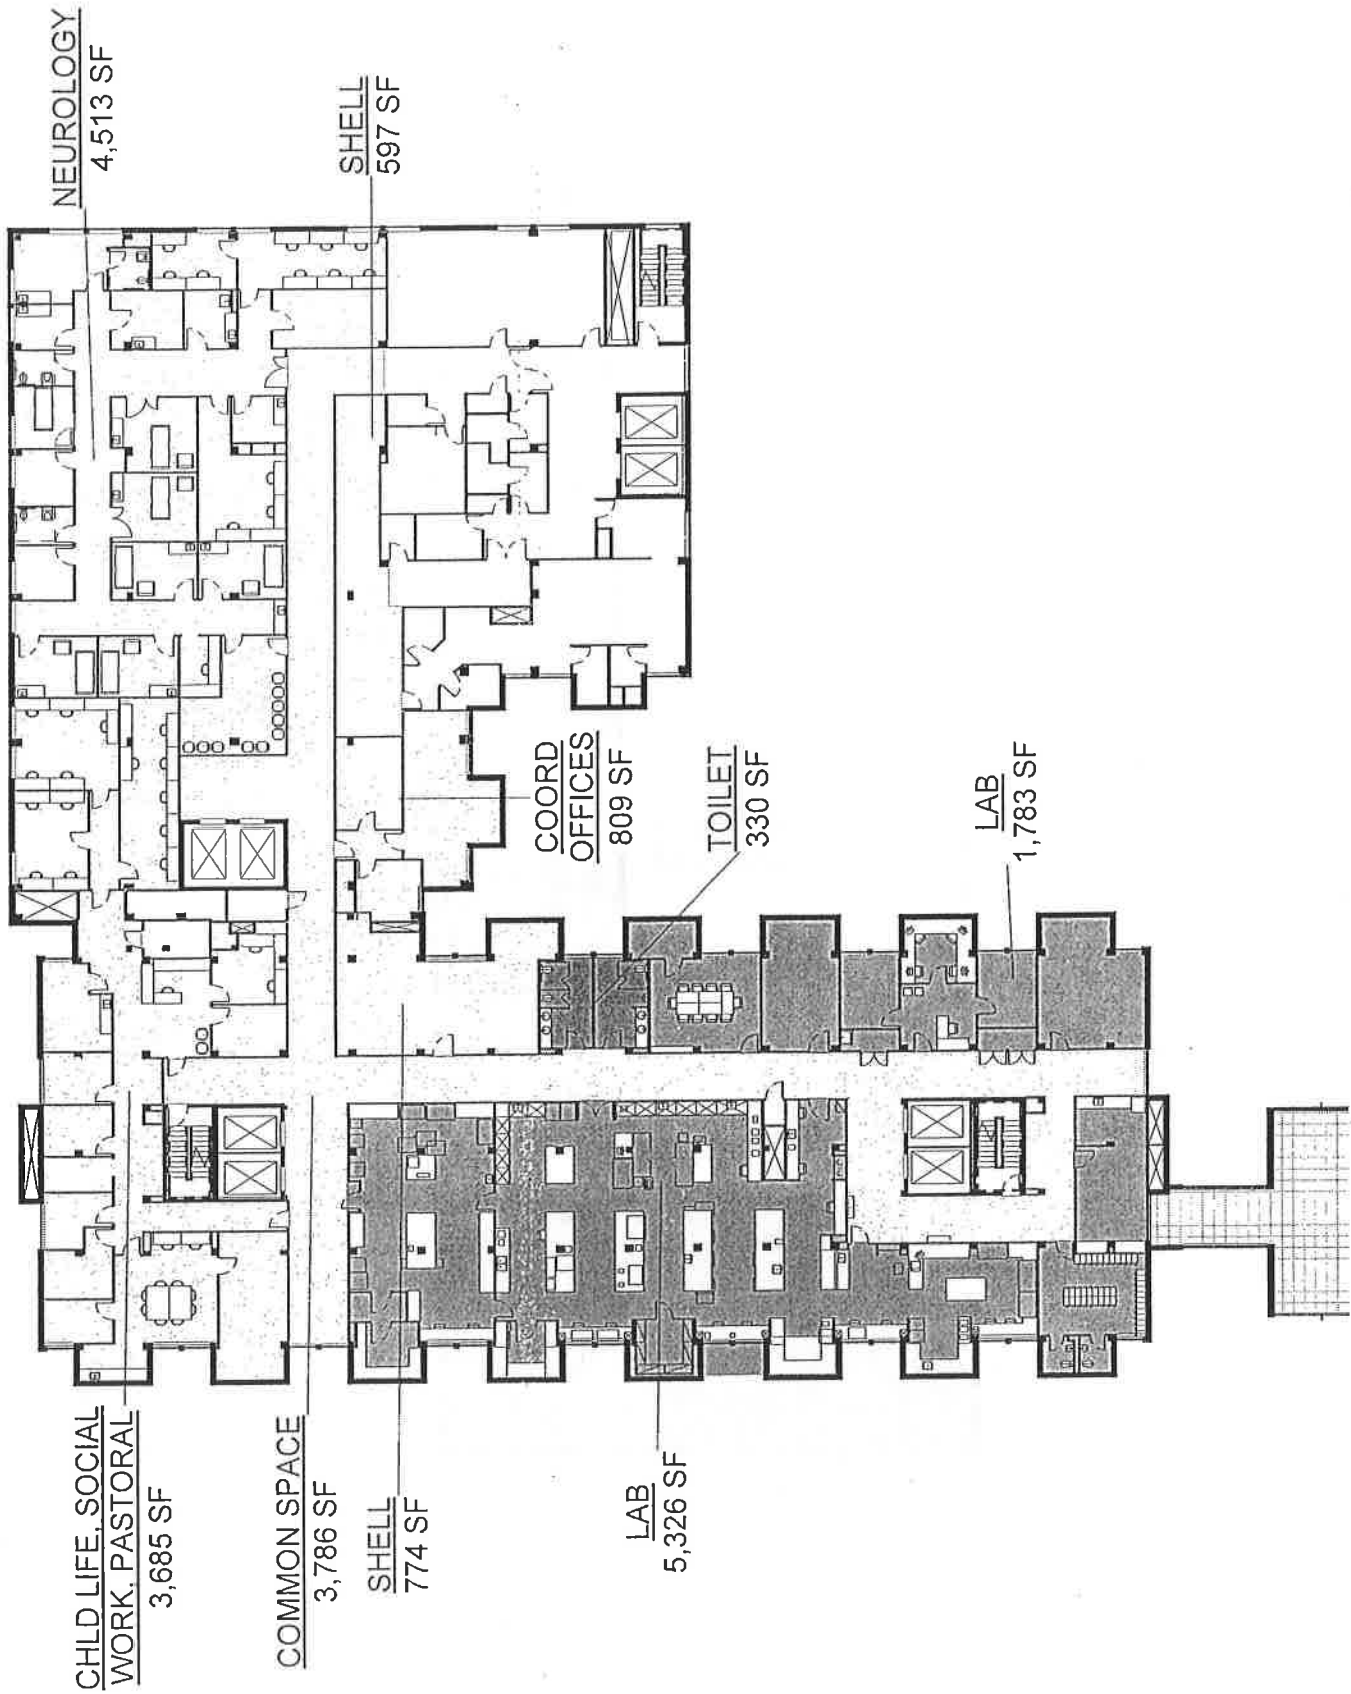 NEUROLOGY
4,513 SF
SHELL
597 SF
COORD
OFFICES
809 SF
TOILET
330 SF
LAB
1,783 SF
CHLD LIFE, SOCIAL
WORK, PASTORAL
3,685 SF
COMMON SPACE
3,786 SF
SHELL
774 SF
LAB
5,326 SF